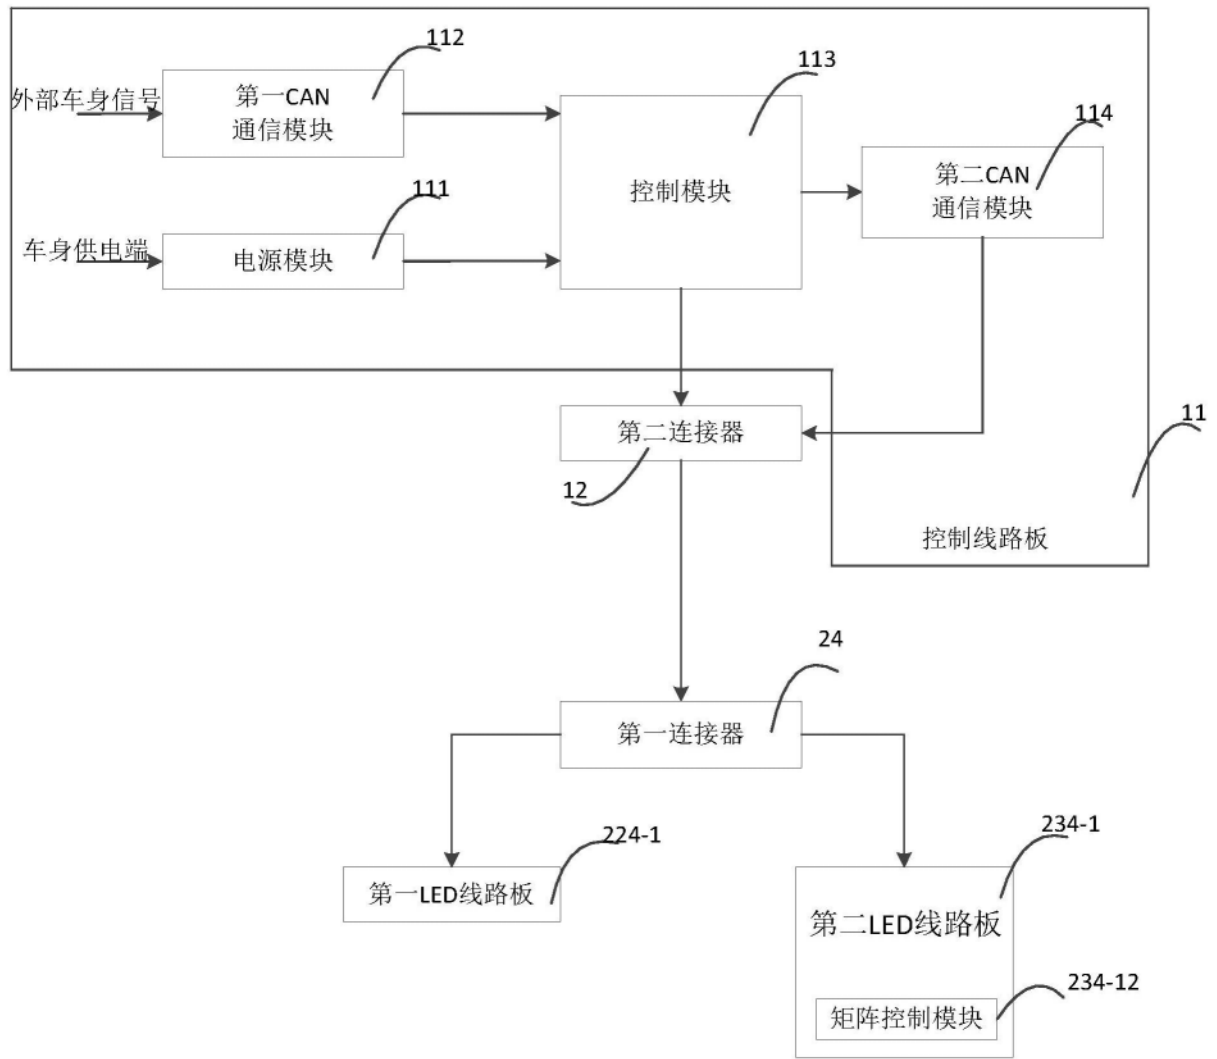 112
113
外部车身信号
第一CAN
通信模块
114
第二CAN
通信模块
控制模块
111
车身供电端
电源模块
11
第二连接器
12
控制线路板
24
第一连接器
224-1
234-1
第一LED线路板
第二LED线路板
234-12
矩阵控制模块